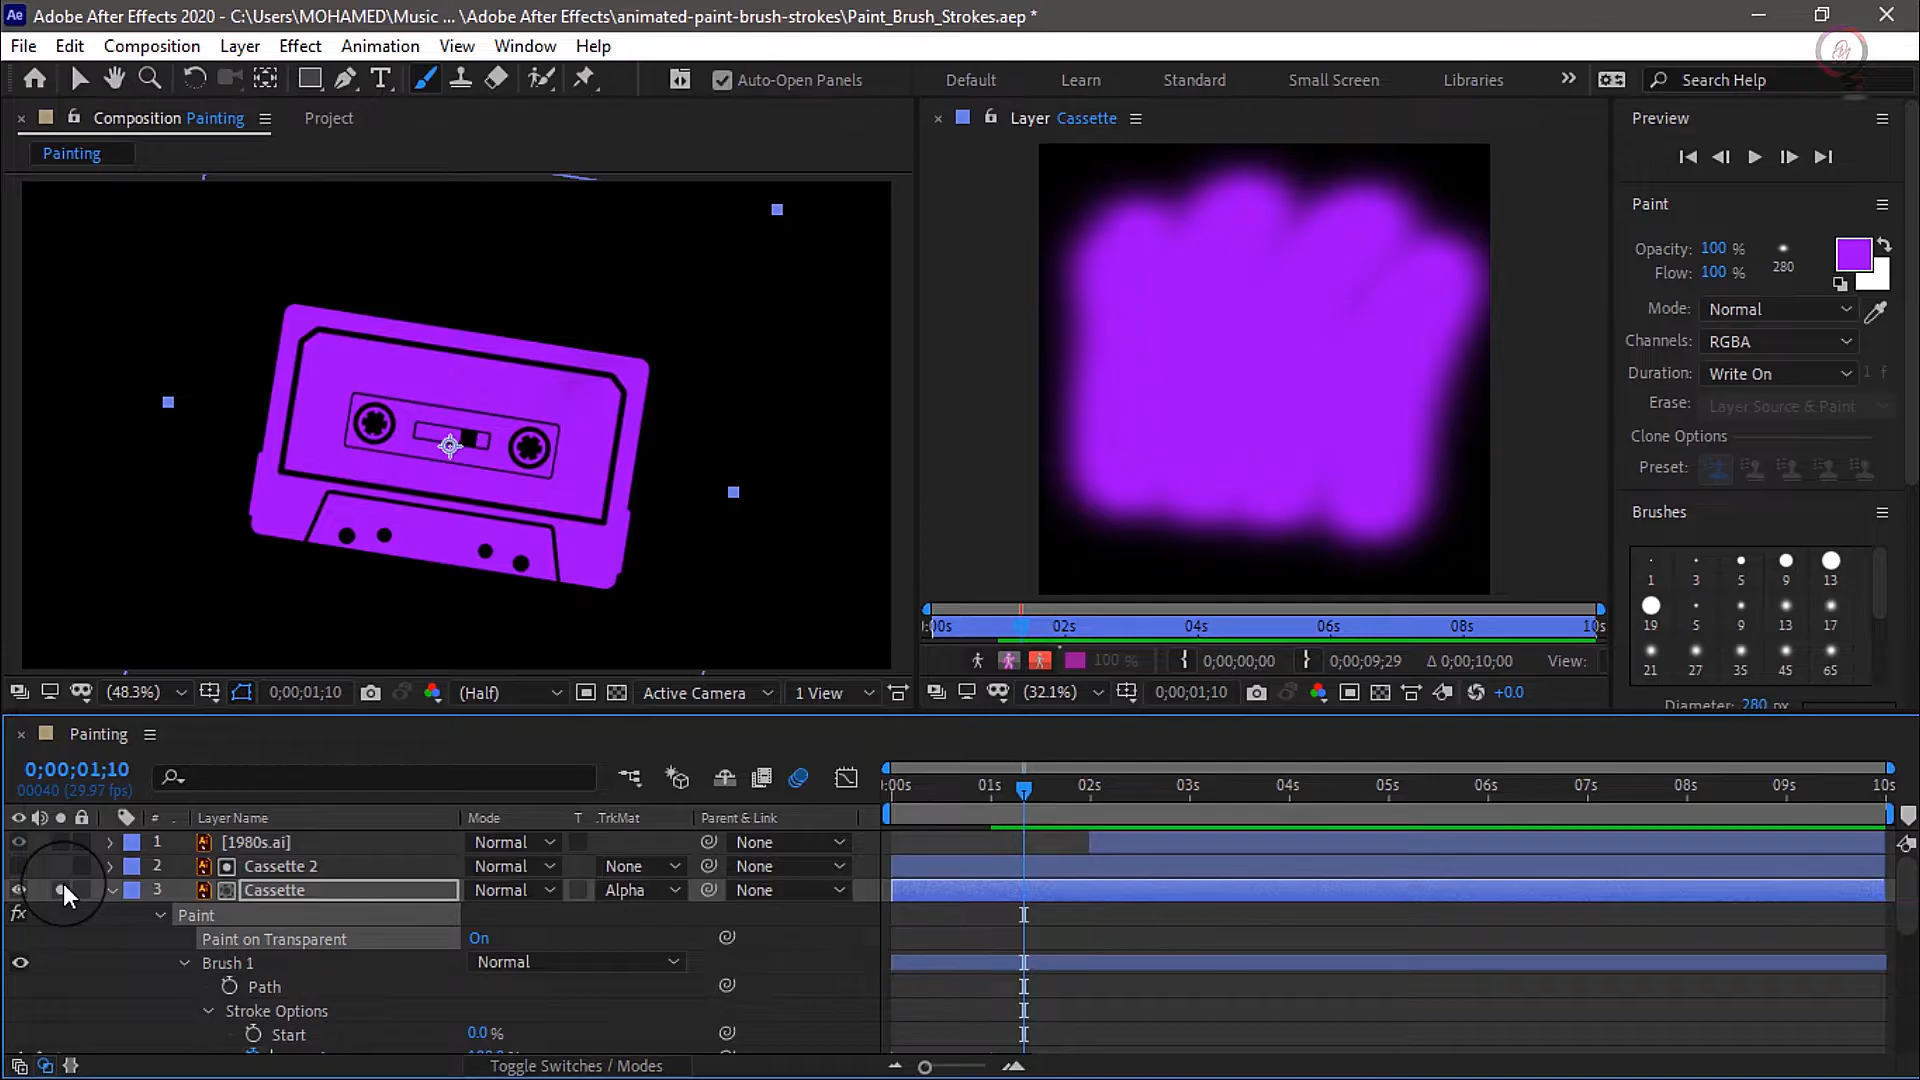 Adobe After Effects 2020 - C:\Users\MOHAMED\Music ... \Adobe After Effects\animated-paint-brush-strokes\Paint_Brush_Strokes.aep *
File Edit Composition Layer Effect Animation View Window Help
Auto-Open Panels Default Learn Standard Small Screen Libraries Search Help
Composition Painting Project
Painting
Layer Cassette
Preview
Paint
Opacity: 100 %
Flow: 100 %
280
Mode: Normal
Channels: RGBA
Duration: Write On 1 f
Erase: Layer Source & Paint
Clone Options
Preset:
Brushes
1 3 5 9 13
19 5 9 13 17
21 27 35 45 65
Diameter: 280 px
:00s 02s 04s 06s 08s 10s
100 % 0;00;00;00 0;00;09;29 Δ 0;00;10;00 View:
(48.3%) 0;00;01;10 (Half) Active Camera 1 View
(32.1%) 0;00;01;10 +0.0
Painting
0;00;01;10
00040 (29.97 fps)
:00s 01s 02s 03s 04s 05s 06s 07s 08s 09s 10s
# Layer Name Mode T .TrkMat Parent & Link
1 [1980s.ai] Normal None
2 Cassette 2 Normal None None
3 Cassette Normal Alpha None
fx Paint
Paint on Transparent On
Brush 1 Normal
Path
Stroke Options
Start 0.0 %
Toggle Switches / Modes